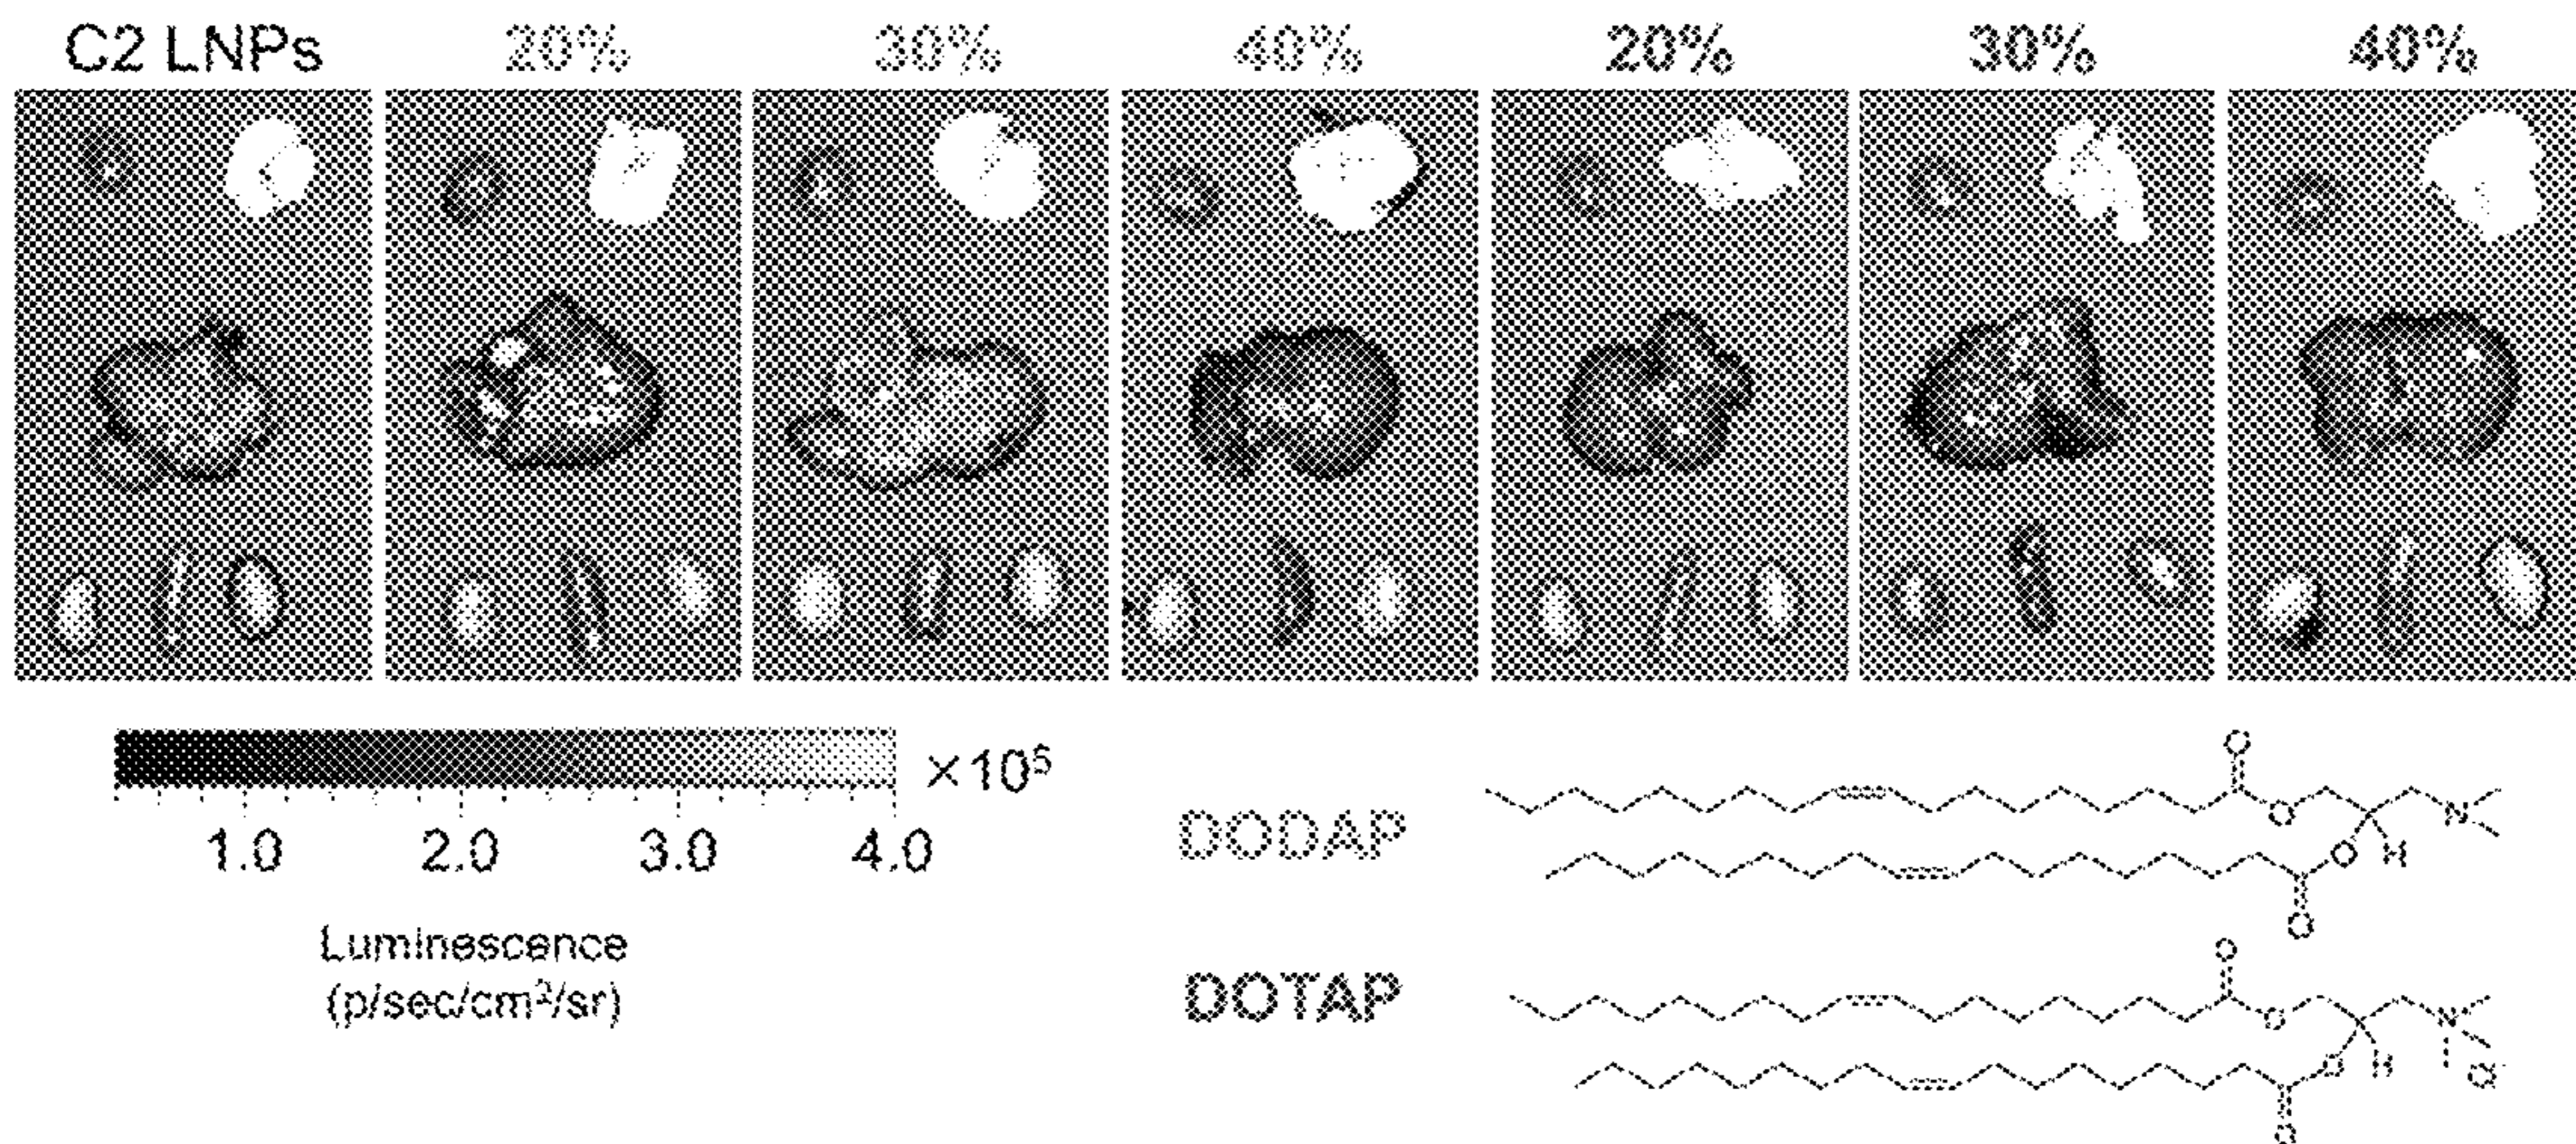 C2 LNPs 20% 30% 40% 20% 30% 40%
×10⁵
1.0 2.0 3.0 4.0
Luminescence
(p/sec/cm²/sr)
DODAP
O
O N
O H
O
DOTAP
O
O N⁺
O H Cl⁻
O